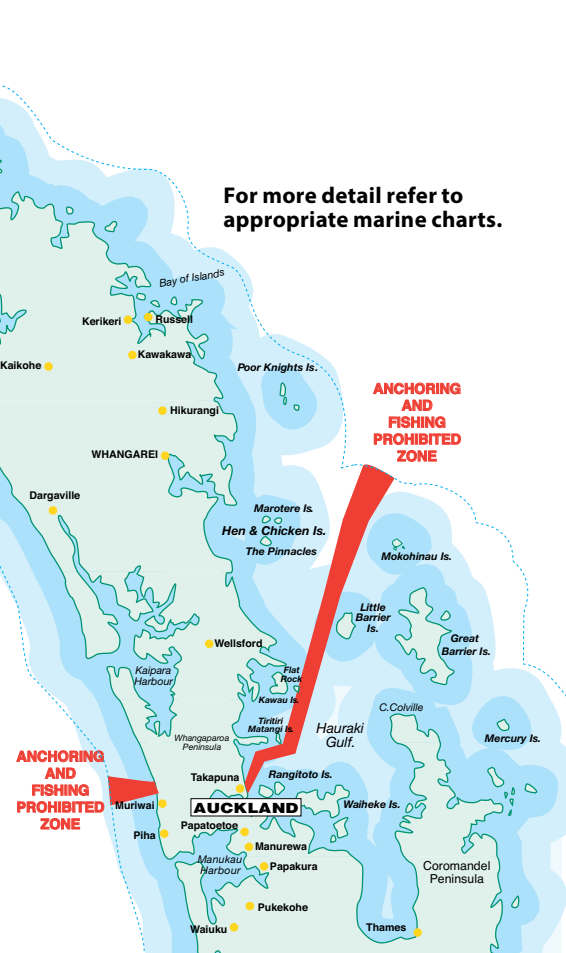 For more detail refer to
appropriate marine charts.
Bay of Islands
Kerikeri
Russell
Kawakawa
Kaikohe
Poor Knights Is.
ANCHORING
AND
FISHING
PROHIBITED
ZONE
Hikurangi
WHANGAREI
Dargaville
Marotere Is.
Hen & Chicken Is.
The Pinnacles
Mokohinau Is.
Little
Barrier
Is.
Great
Barrier Is.
Wellsford
Kaipara
Harbour
Flat
Rock
Kawau Is.
C.Colville
Tiritiri
Matangi Is.
Hauraki
Gulf.
Whangaparoa
Peninsula
Mercury Is.
ANCHORING
AND
FISHING
PROHIBITED
ZONE
Takapuna
Rangitoto Is.
Muriwai
AUCKLAND
Waiheke Is.
Piha
Papatoetoe
Manurewa
Manukau
Harbour
Papakura
Coromandel
Peninsula
Pukekohe
Waiuku
Thames